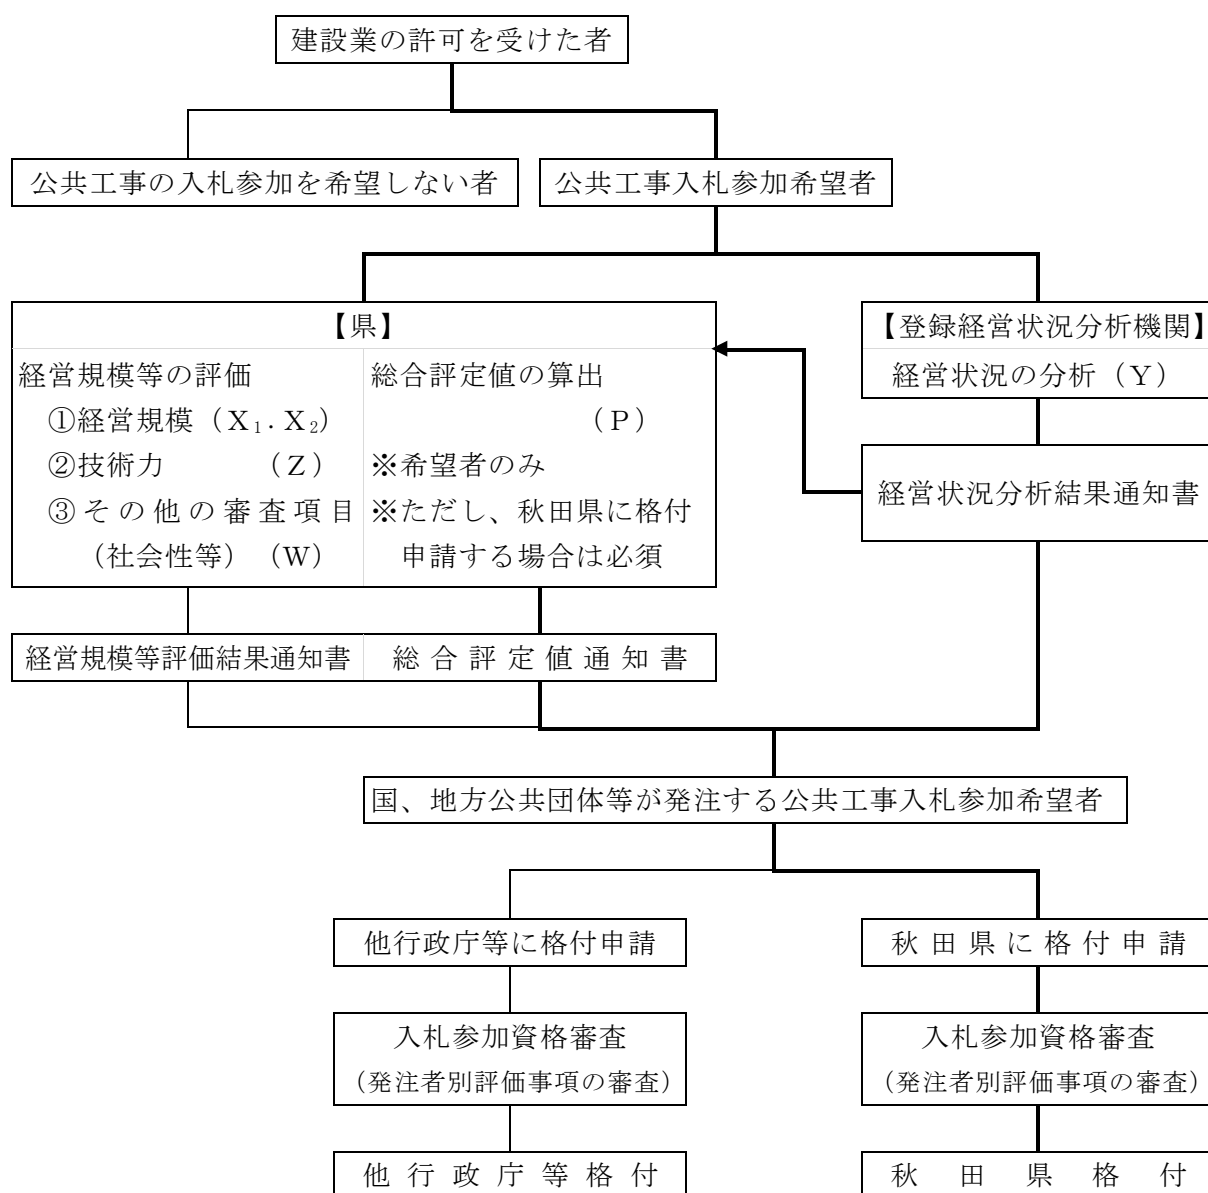 建設業の許可を受けた者
公共工事の入札参加を希望しない者
公共工事入札参加希望者
【県】
経営規模等の評価
①経営規模（X₁．X₂）
②技術力　（Z）
③その他の審査項目
（社会性等）（W）
総合評定値の算出
（P）
※希望者のみ
※ただし、秋田県に格付
申請する場合は必須
【登録経営状況分析機関】
経営状況の分析（Y）
経営状況分析結果通知書
経営規模等評価結果通知書
総合評定値通知書
国、地方公共団体等が発注する公共工事入札参加希望者
他行政庁等に格付申請
秋田県に格付申請
入札参加資格審査
（発注者別評価事項の審査）
入札参加資格審査
（発注者別評価事項の審査）
他行政庁等格付
秋田県格付